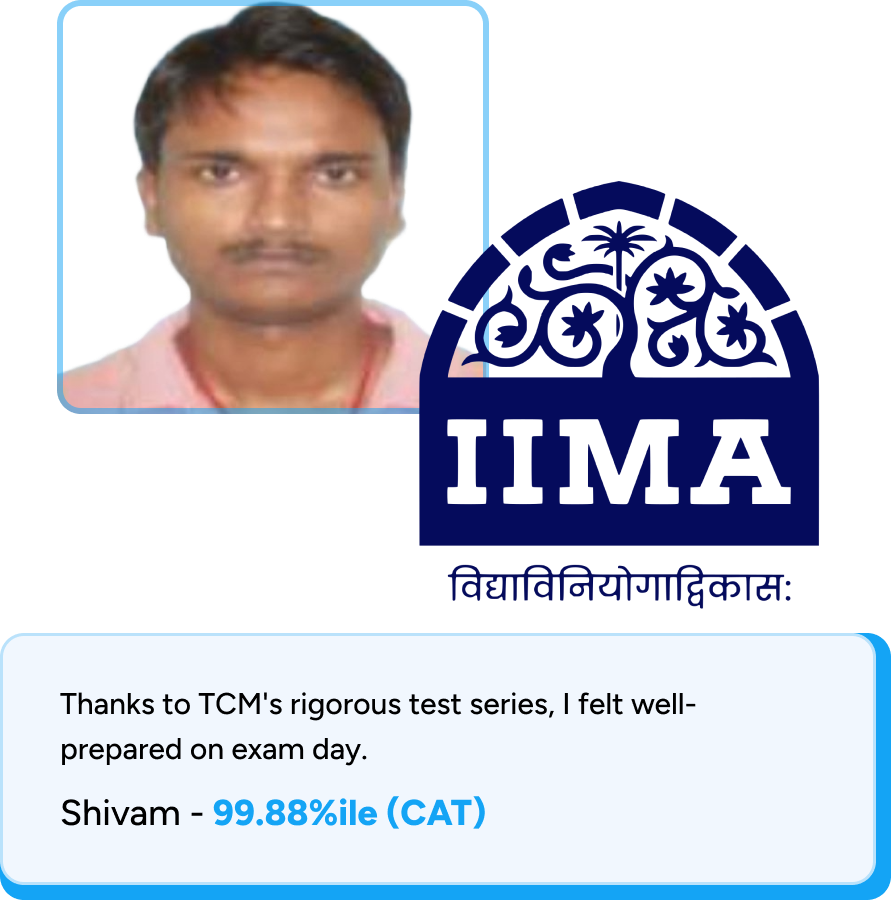 IIMA
विद्याविनियोगाद्विकास:
Thanks to TCM's rigorous test series, I felt well-
prepared on exam day.
Shivam - 99.88%ile (CAT)